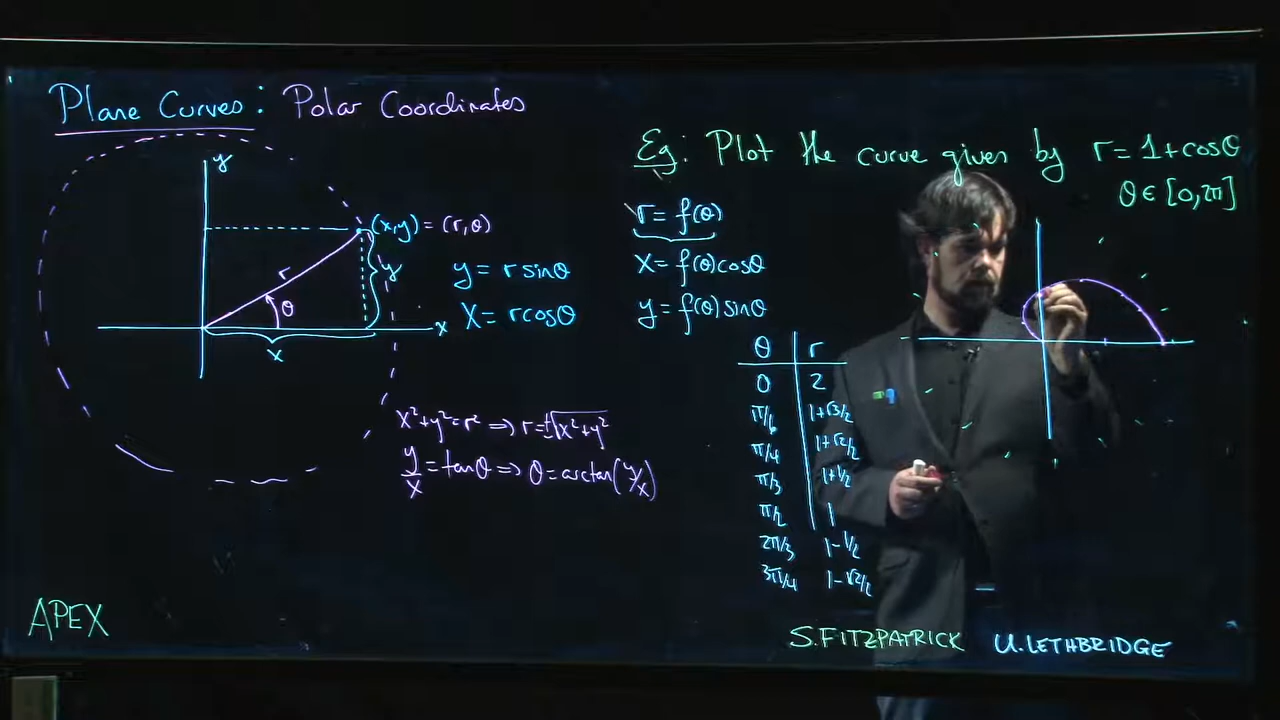 Plane Curves: Polar Coordinates
y
(x,y) = (r,θ)
r
θ
y
x
x
y = r sinθ
x = r cosθ
x²+y²=r² ⇒ r=±√x²+y²
y/x = tanθ ⇒ θ = arctan(y/x)
Eg: Plot the curve given by r = 1+cosθ
θ ∈ [0,2π]
r = f(θ)
x = f(θ)cosθ
y = f(θ)sinθ
θ r
0 2
π/6 1+√3/2
π/4 1+√2/2
π/3 1+1/2
π/2 1
2π/3 1-1/2
3π/4 1-√2/2
APEX
S.FITZPATRICK U.LETHBRIDGE